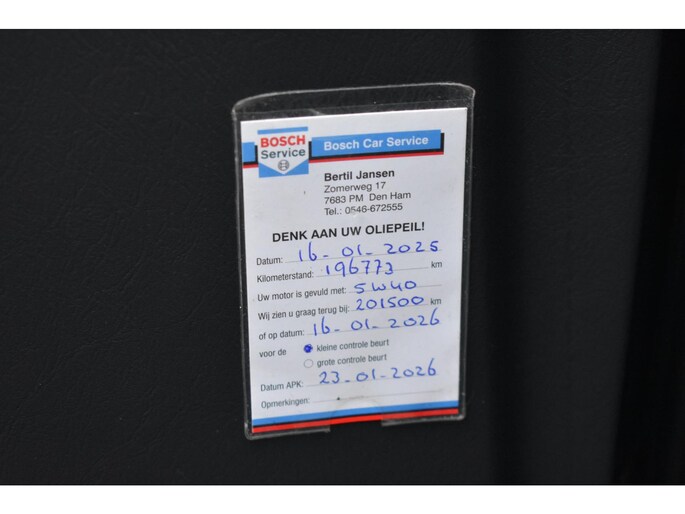 BOSCH
Service
Bosch Car Service
Bertil Jansen
Zomerweg 17
7683 PM Den Ham
Tel.: 0546-672555
DENK AAN UW OLIEPEIL!
Datum: 16-01-2025
Kilometerstand: 196773 km
Uw motor is gevuld met: 5W40
Wij zien u graag terug bij: 201500 km
of op datum: 16-01-2026
voor de kleine controle beurt
grote controle beurt
Datum APK: 23-01-2026
Opmerkingen: